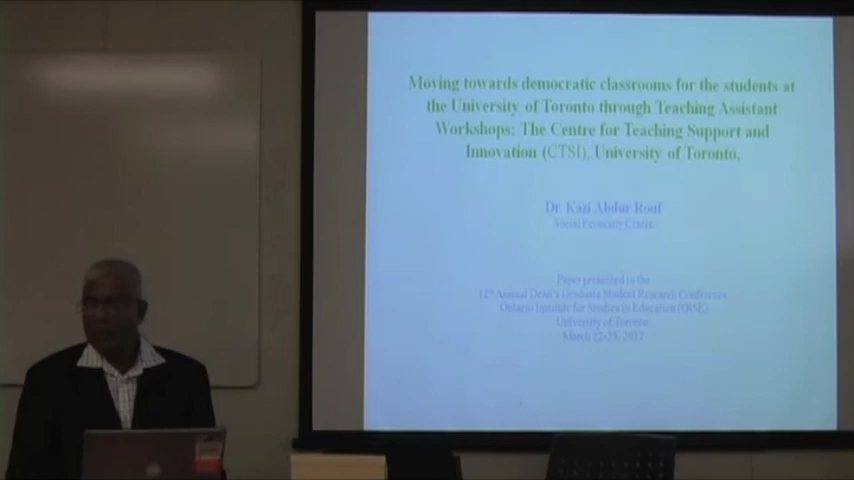 Moving towards democratic classrooms for the students at
the University of Toronto through Teaching Assistant
Workshops: The Centre for Teaching Support and
Innovation (CTSI), University of Toronto.
Dr. Kazi Abdur Rouf
Social Economy Centre
Paper presented in the
12th Annual Dean's Graduate Student Research Conference
Ontario Institute for Studies in Education (OISE)
University of Toronto
March 22-23, 2012